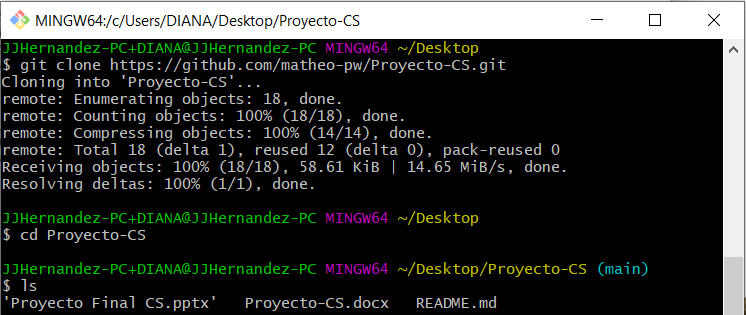 MINGW64:/c/Users/DIANA/Desktop/Proyecto-CS
JJHernandez-PC+DIANA@JJHernandez-PC MINGW64 ~/Desktop
$ git clone https://github.com/matheo-pw/Proyecto-CS.git
Cloning into 'Proyecto-CS'...
remote: Enumerating objects: 18, done.
remote: Counting objects: 100% (18/18), done.
remote: Compressing objects: 100% (14/14), done.
remote: Total 18 (delta 1), reused 12 (delta 0), pack-reused 0
Receiving objects: 100% (18/18), 58.61 KiB | 14.65 MiB/s, done.
Resolving deltas: 100% (1/1), done.
JJHernandez-PC+DIANA@JJHernandez-PC MINGW64 ~/Desktop
$ cd Proyecto-CS
JJHernandez-PC+DIANA@JJHernandez-PC MINGW64 ~/Desktop/Proyecto-CS (main)
$ ls
'Proyecto Final CS.pptx'   Proyecto-CS.docx   README.md